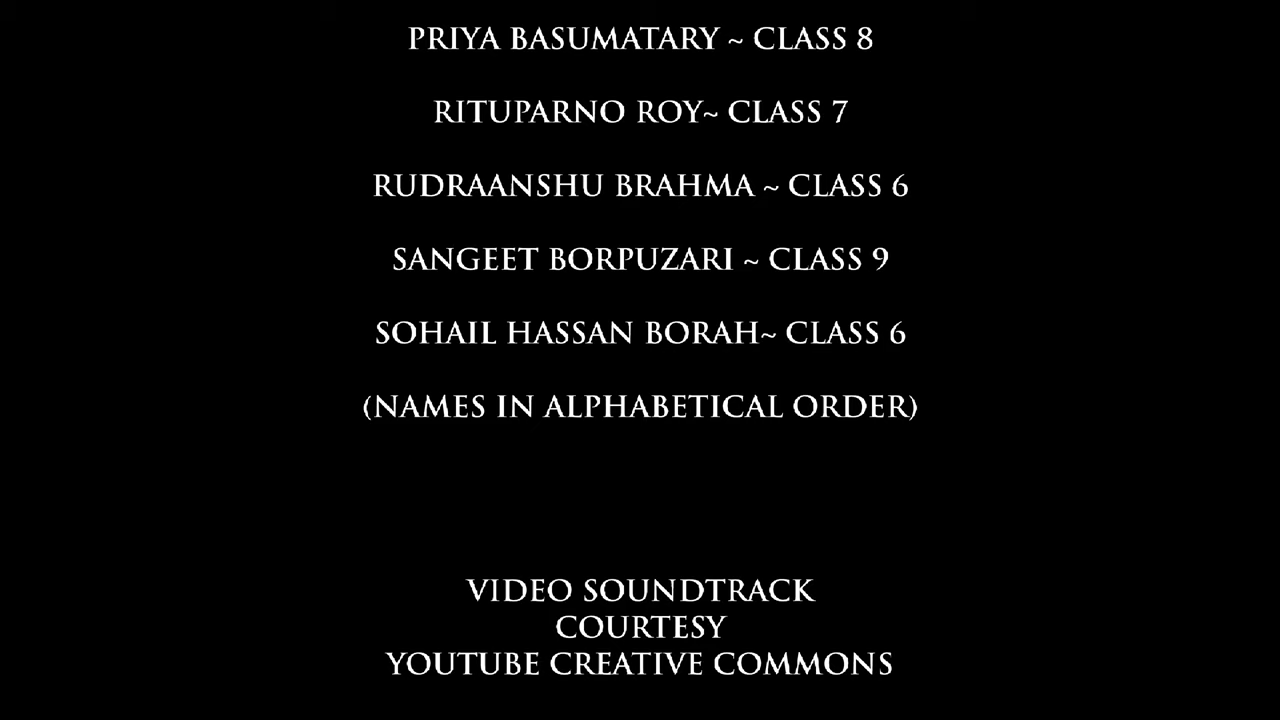 PRIYA BASUMATARY ~ CLASS 8
RITUPARNO ROY~ CLASS 7
RUDRAANSHU BRAHMA ~ CLASS 6
SANGEET BORPUZARI ~ CLASS 9
SOHAIL HASSAN BORAH~ CLASS 6
(NAMES IN ALPHABETICAL ORDER)
VIDEO SOUNDTRACK
COURTESY
YOUTUBE CREATIVE COMMONS